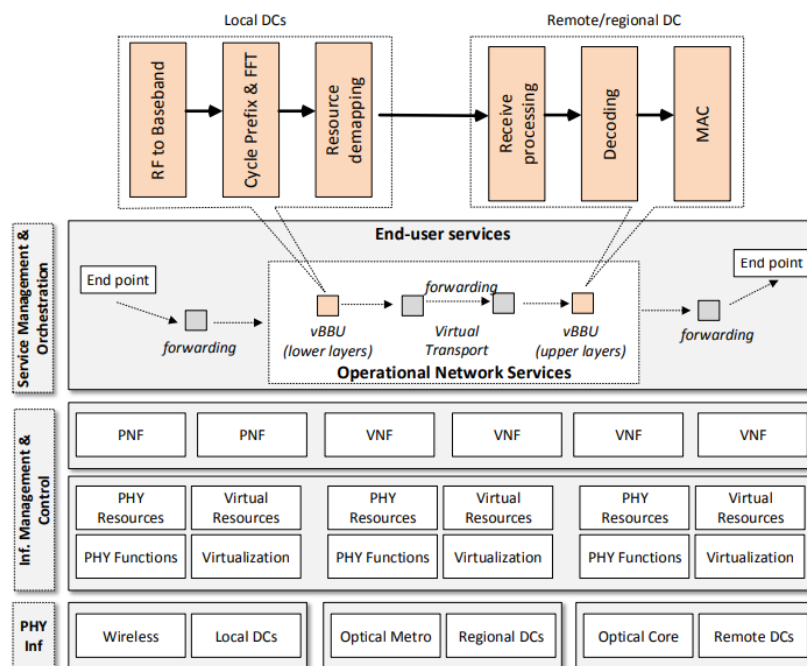 Local DCs
Remote/regional DC
RF to Baseband
Cycle Prefix & FFT
Resource
demapping
Receive
processing
Decoding
MAC
Service Management &
Orchestration
End-user services
End point
End point
forwarding
forwarding
vBBU
(lower layers)
Virtual
Transport
vBBU
(upper layers)
forwarding
Operational Network Services
Inf. Management &
Control
PNF
PNF
VNF
VNF
VNF
VNF
PHY
Resources
Virtual
Resources
PHY
Resources
Virtual
Resources
PHY
Resources
Virtual
Resources
PHY Functions
Virtualization
PHY Functions
Virtualization
PHY Functions
Virtualization
PHY
Inf
Wireless
Local DCs
Optical Metro
Regional DCs
Optical Core
Remote DCs